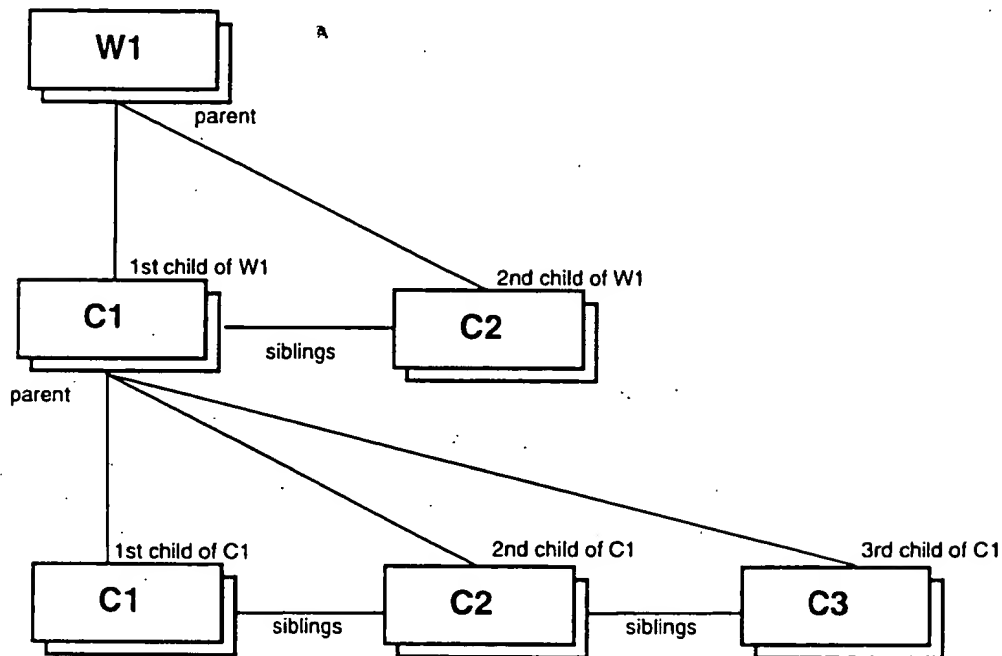 W1
parent
1st child of W1
2nd child of W1
C1
C2
siblings
parent
1st child of C1
2nd child of C1
3rd child of C1
C1
C2
C3
siblings
siblings